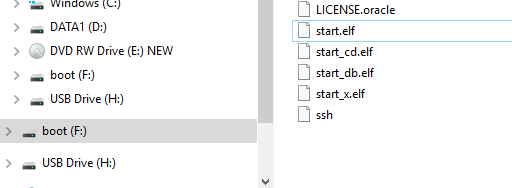 Windows (C:)
DATA1 (D:)
DVD RW Drive (E:) NEW
boot (F:)
USB Drive (H:)
boot (F:)
USB Drive (H:)
LICENSE.oracle
start.elf
start_cd.elf
start_db.elf
start_x.elf
ssh